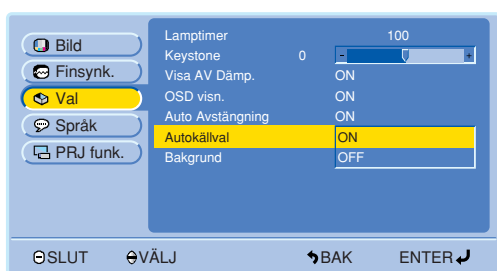 Bild
Finsynk.
Val
Språk
PRJ funk.
Lamptimer 100
Keystone 0 - +
Visa AV Dämp. ON
OSD visn. ON
Auto Avstängning ON
Autokällval ON
Bakgrund OFF
SLUT VÄLJ BAK ENTER